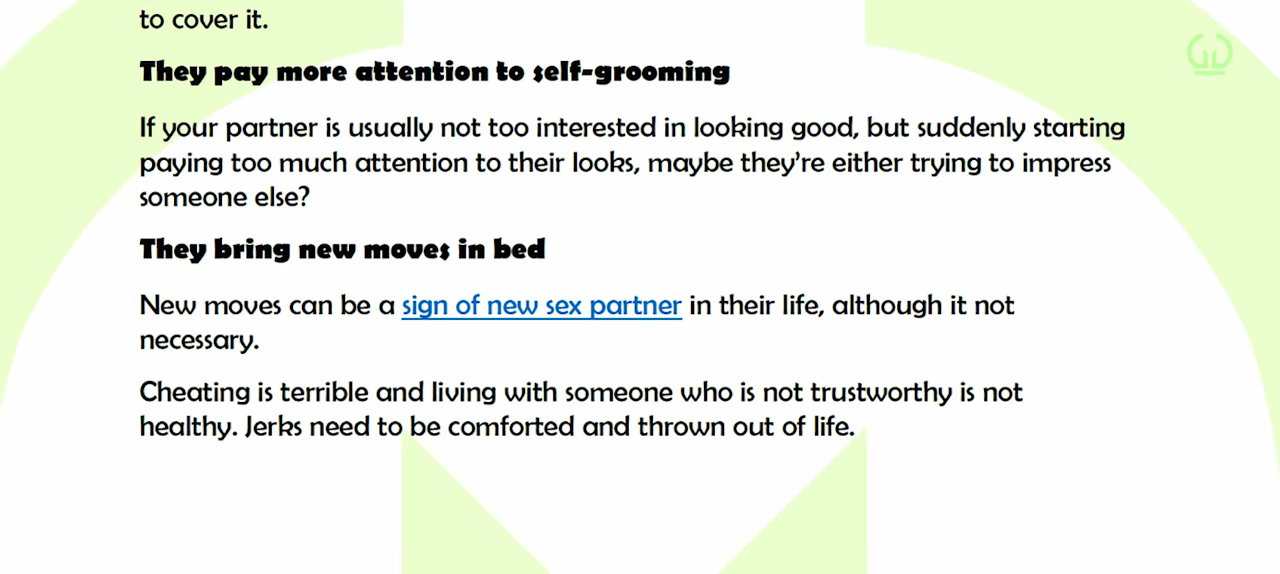 to cover it.
They pay more attention to self-grooming
If your partner is usually not too interested in looking good, but suddenly starting
paying too much attention to their looks, maybe they're either trying to impress
someone else?
They bring new moves in bed
New moves can be a sign of new sex partner in their life, although it not
necessary.
Cheating is terrible and living with someone who is not trustworthy is not
healthy. Jerks need to be comforted and thrown out of life.